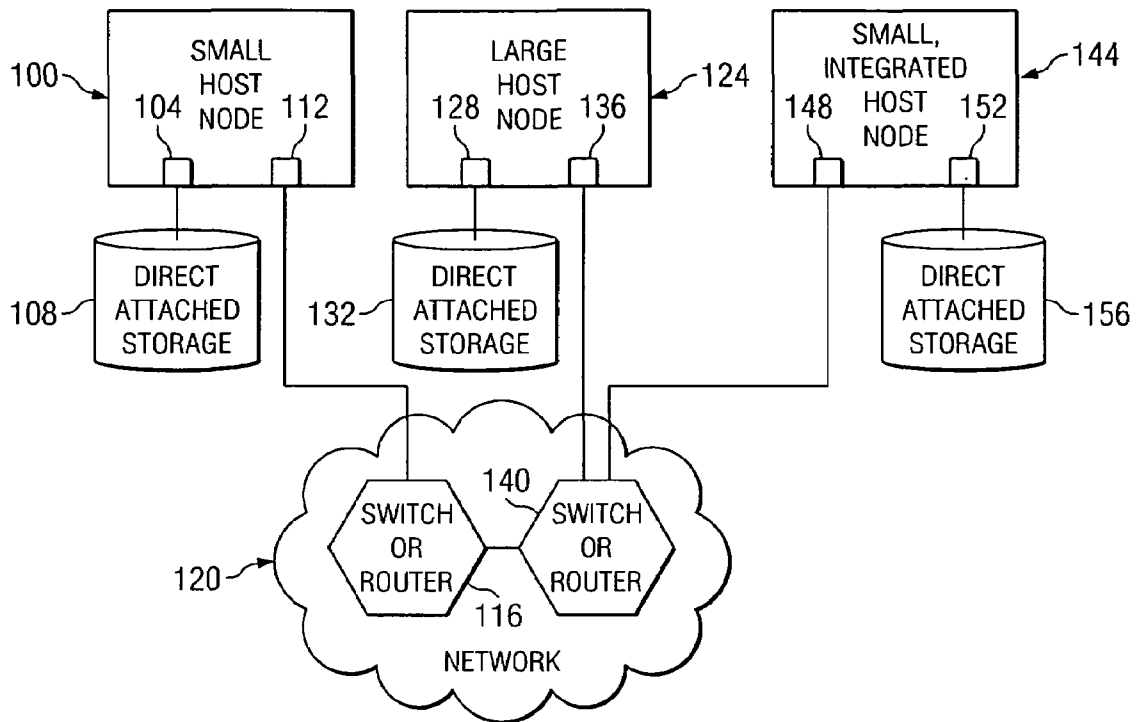 100
SMALL
HOST
NODE
104
112
LARGE
HOST
NODE
124
128
136
SMALL,
INTEGRATED
HOST
NODE
144
148
152
108
DIRECT
ATTACHED
STORAGE
132
DIRECT
ATTACHED
STORAGE
DIRECT
ATTACHED
STORAGE
156
120
SWITCH
OR
ROUTER
116
140
SWITCH
OR
ROUTER
NETWORK